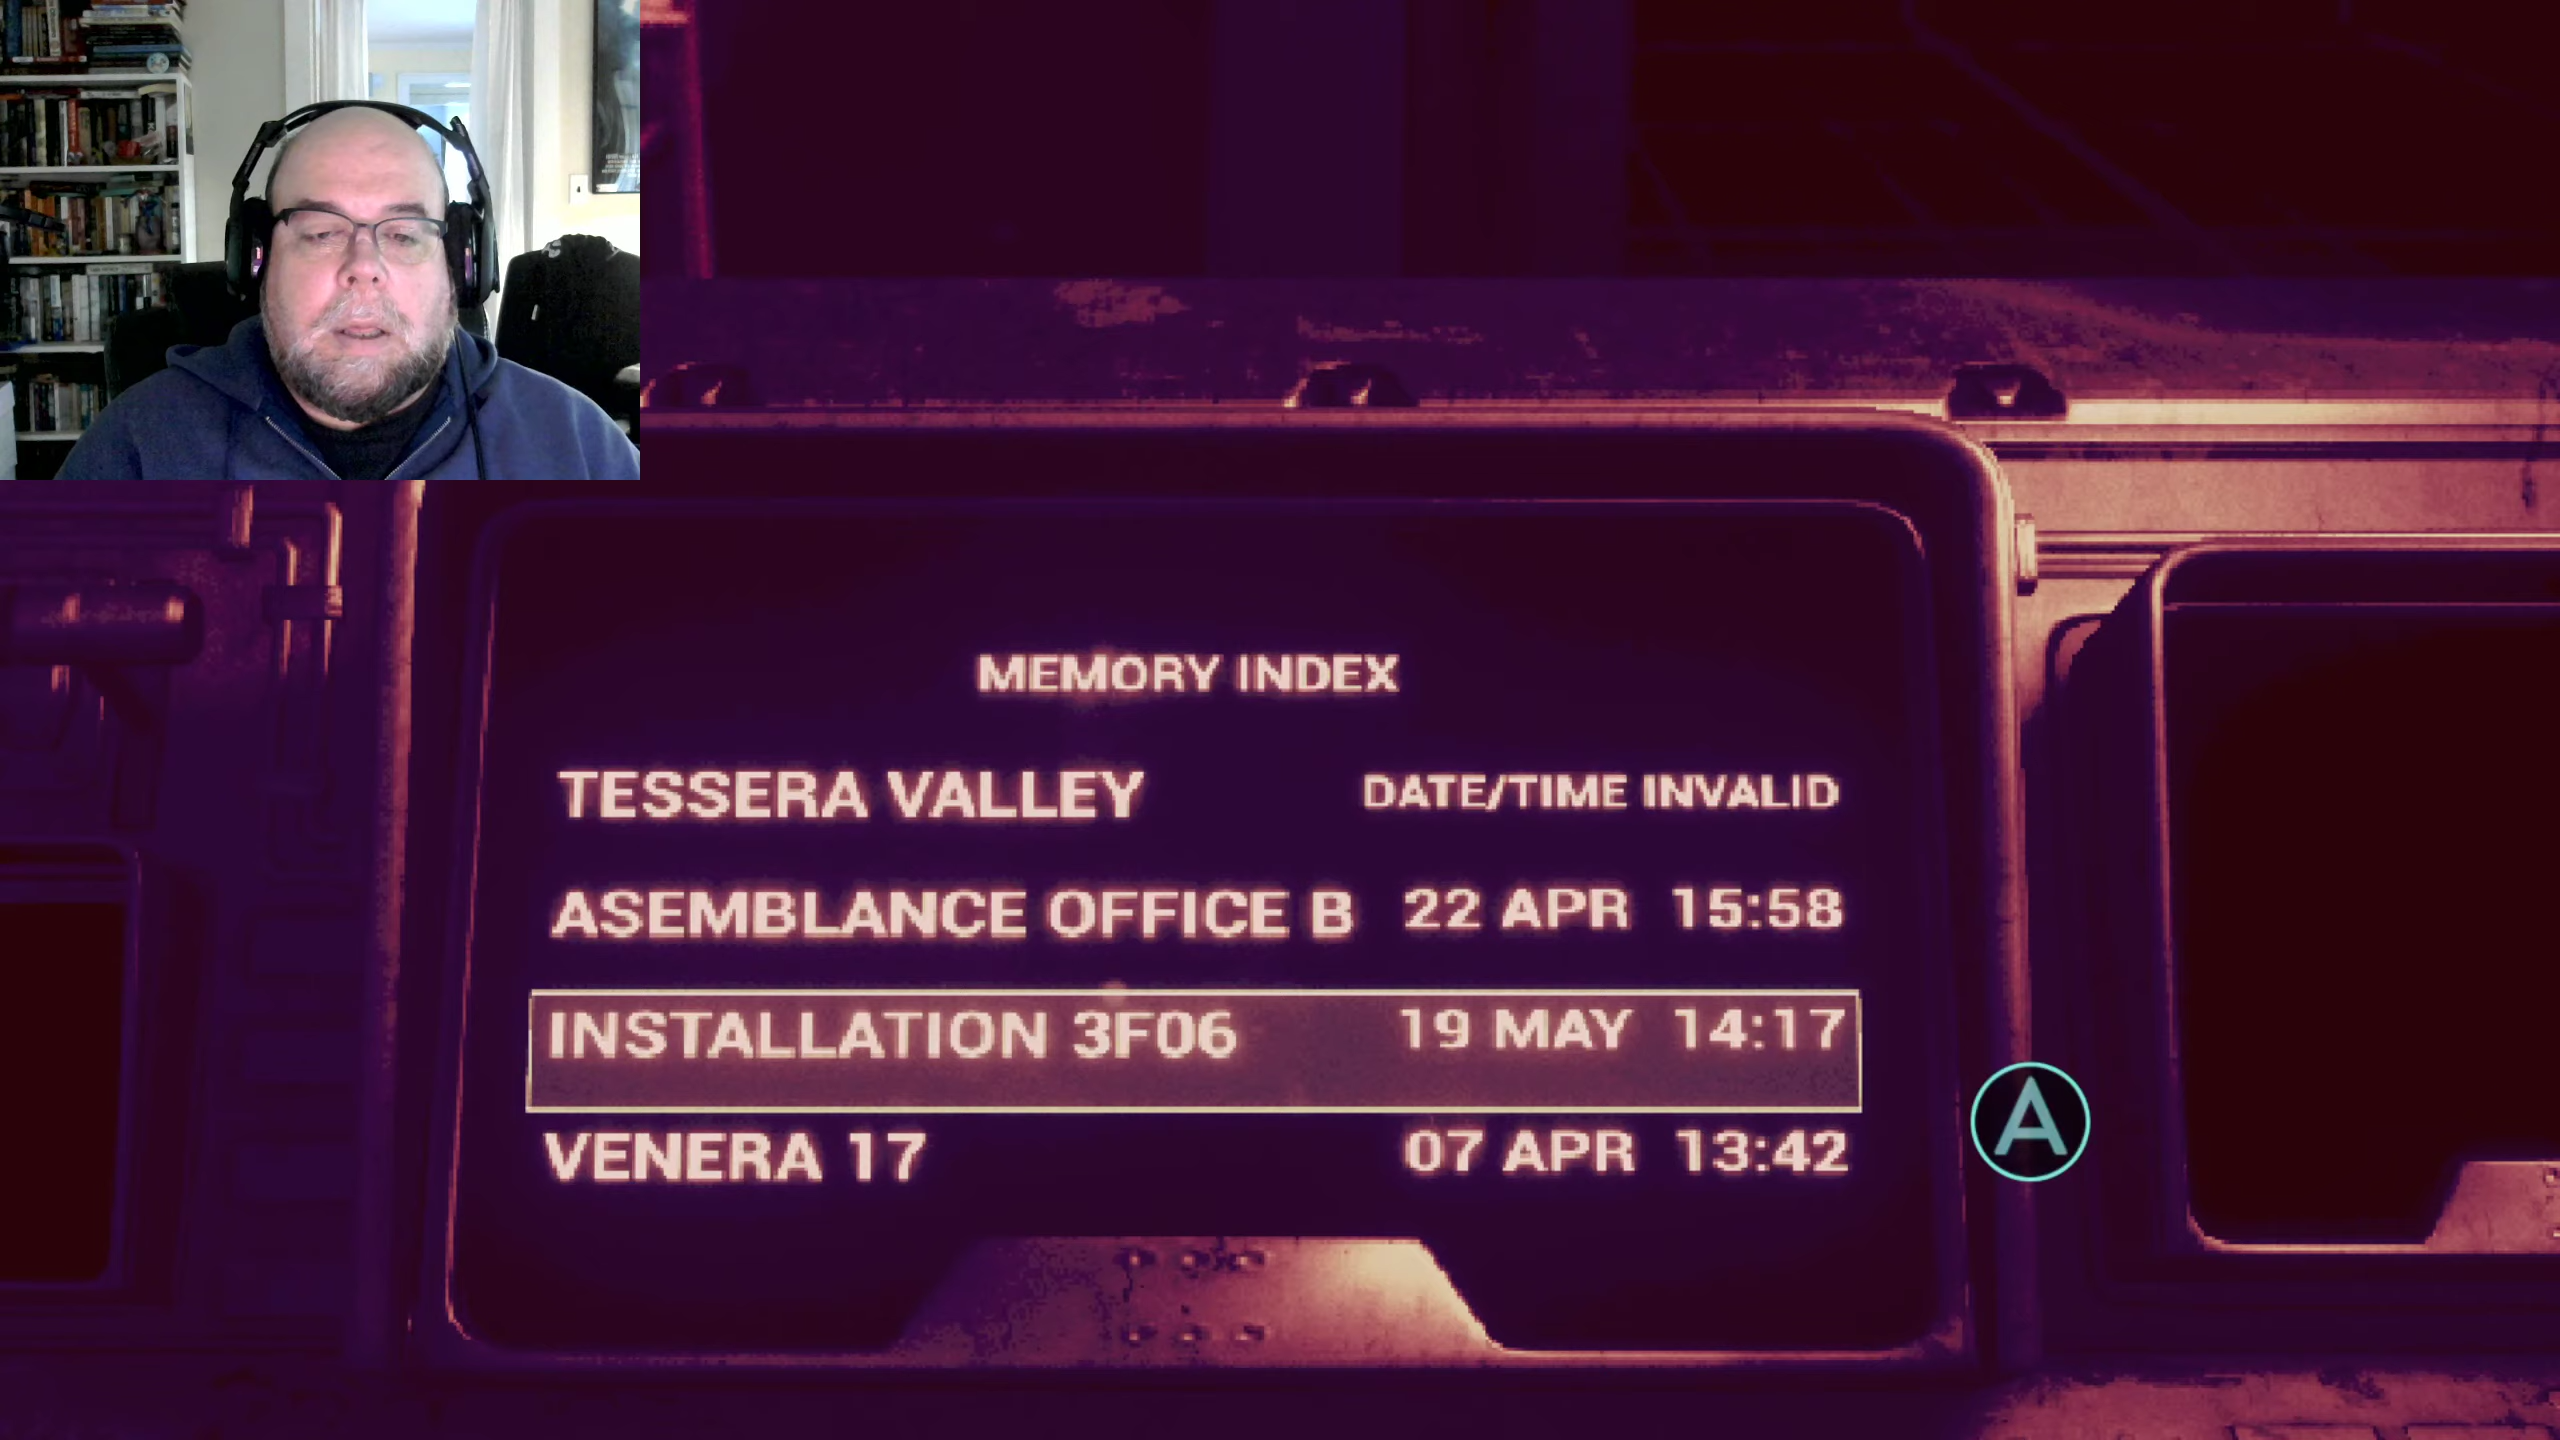 MEMORY INDEX
TESSERA VALLEY DATE/TIME INVALID
ASEMBLANCE OFFICE B 22 APR 15:58
INSTALLATION 3F06 19 MAY 14:17
VENERA 17 07 APR 13:42
A